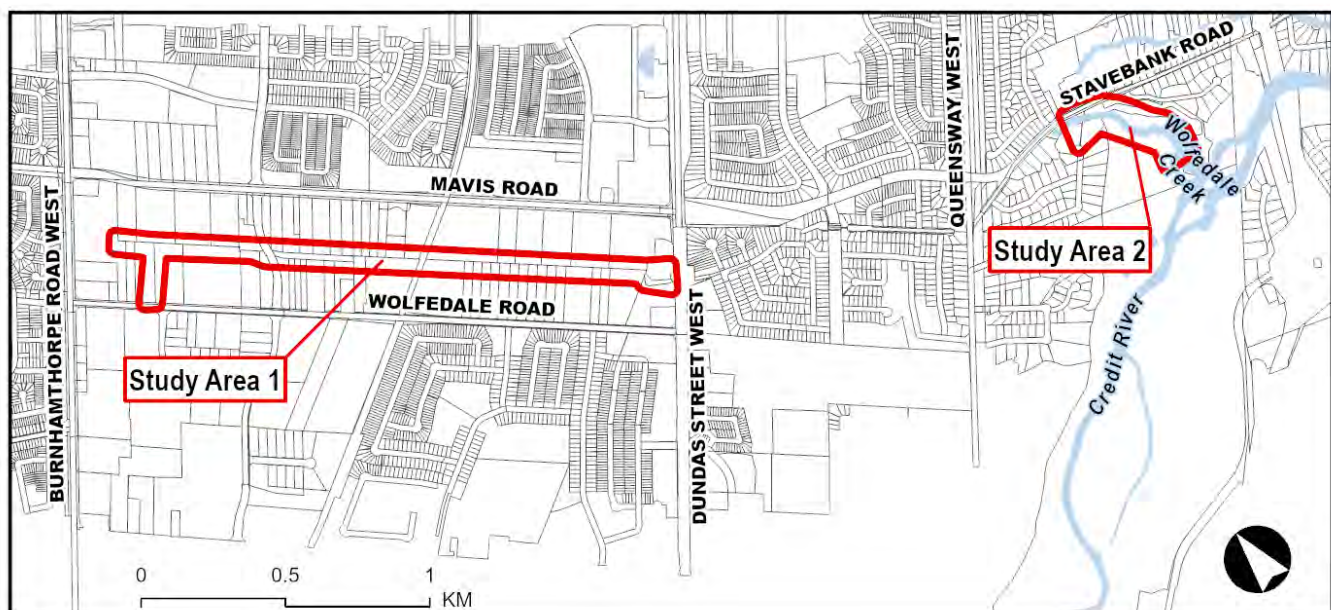 STAVEBANK ROAD
Wolfedale
Creek
QUEENSWAY WEST
MAVIS ROAD
BURNHAMTHORPE ROAD WEST
Study Area 2
WOLFEDALE ROAD
DUNDAS STREET WEST
Study Area 1
Credit River
0 0.5 1
KM